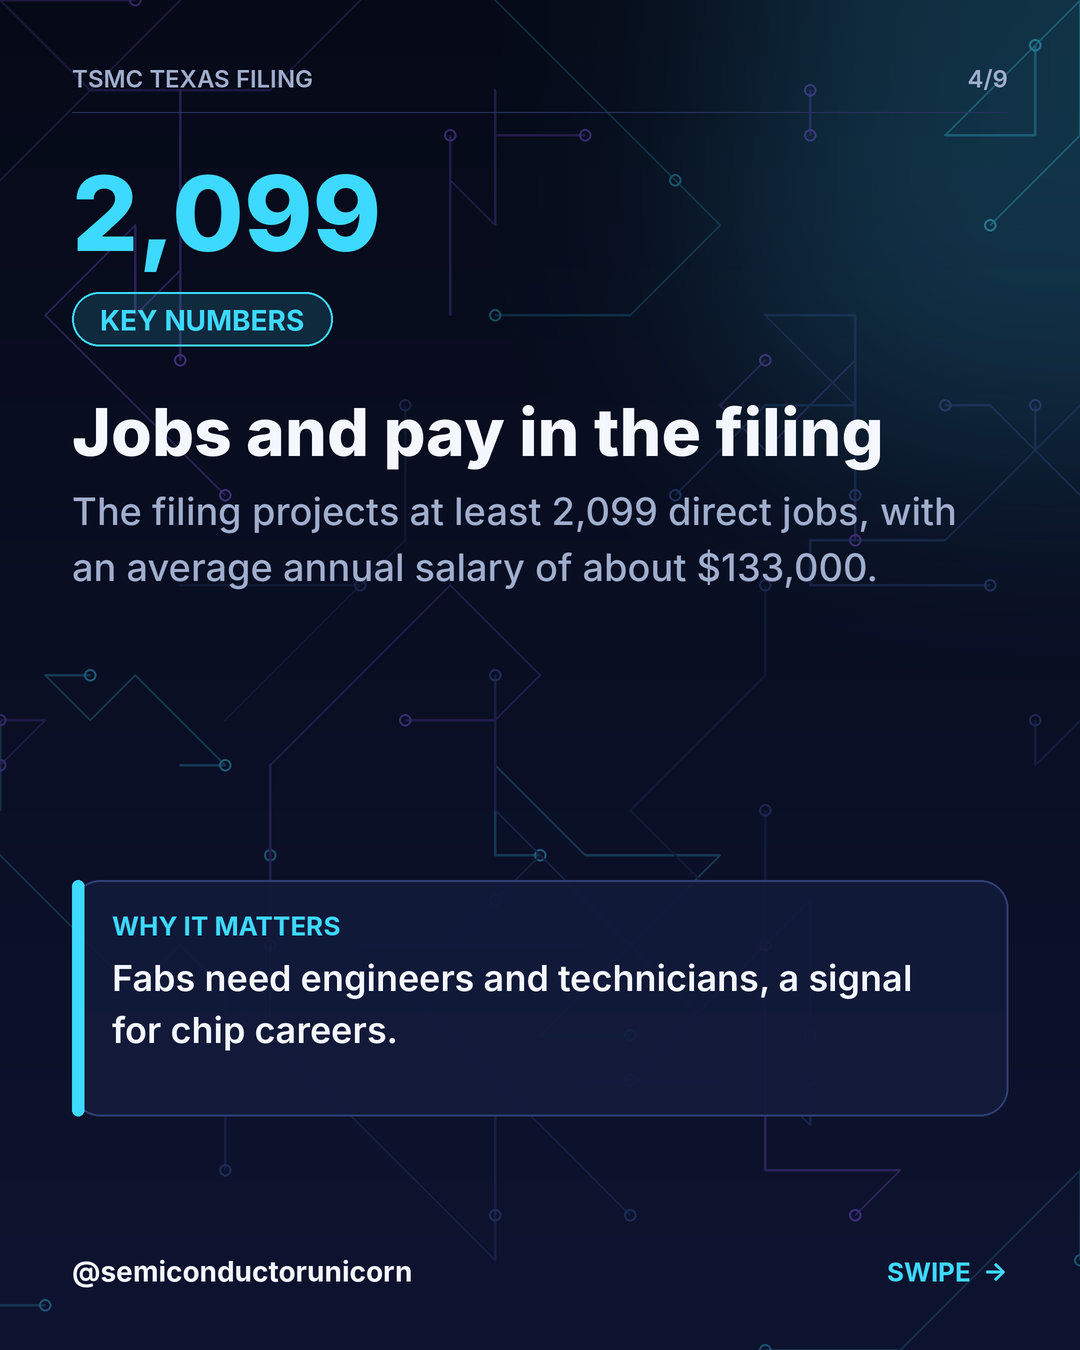 TSMC TEXAS FILING
4/9
2,099
KEY NUMBERS
Jobs and pay in the filing
The filing projects at least 2,099 direct jobs, with
an average annual salary of about $133,000.
WHY IT MATTERS
Fabs need engineers and technicians, a signal
for chip careers.
@semiconductorunicorn
SWIPE →